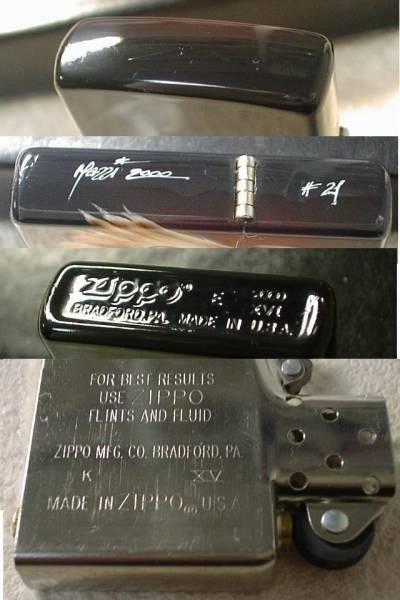 Mazzi* 2000
# 21
Zippo®
E 2000 XVI
BRADFORD, PA. MADE IN U.S.A.
FOR BEST RESULTS
USE ZIPPO
FLINTS AND FLUID
ZIPPO MFG. CO. BRADFORD, PA.
K XV
MADE IN ZIPPO® U.S.A.